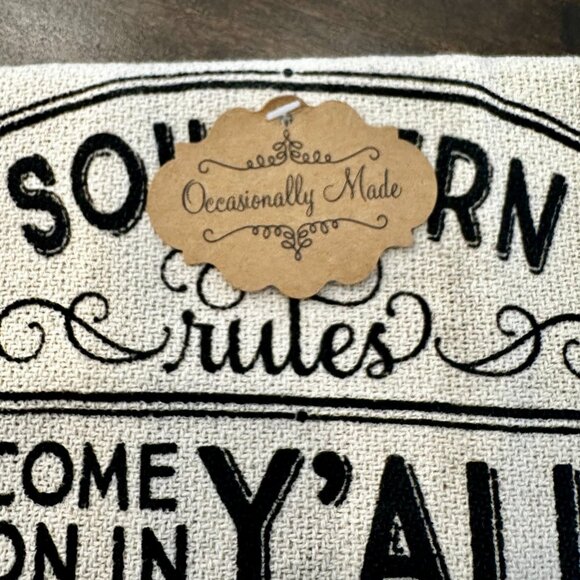 SOU ERN
Occasionally Made
rules
COME
ON IN
Y'ALL